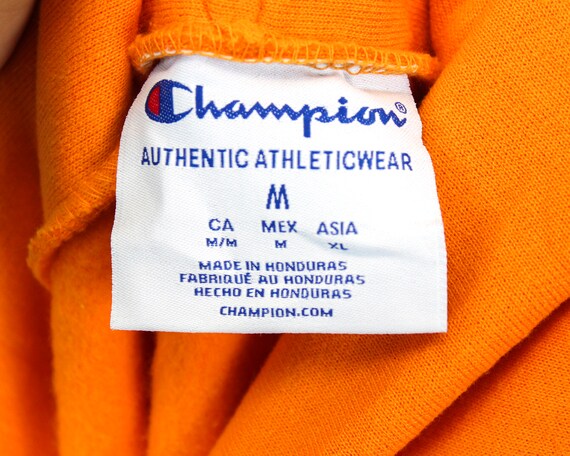 Champion®
AUTHENTIC ATHLETICWEAR
M
CA MEX ASIA
M/M M XL
MADE IN HONDURAS
FABRIQUÉ AU HONDURAS
HECHO EN HONDURAS
CHAMPION.COM